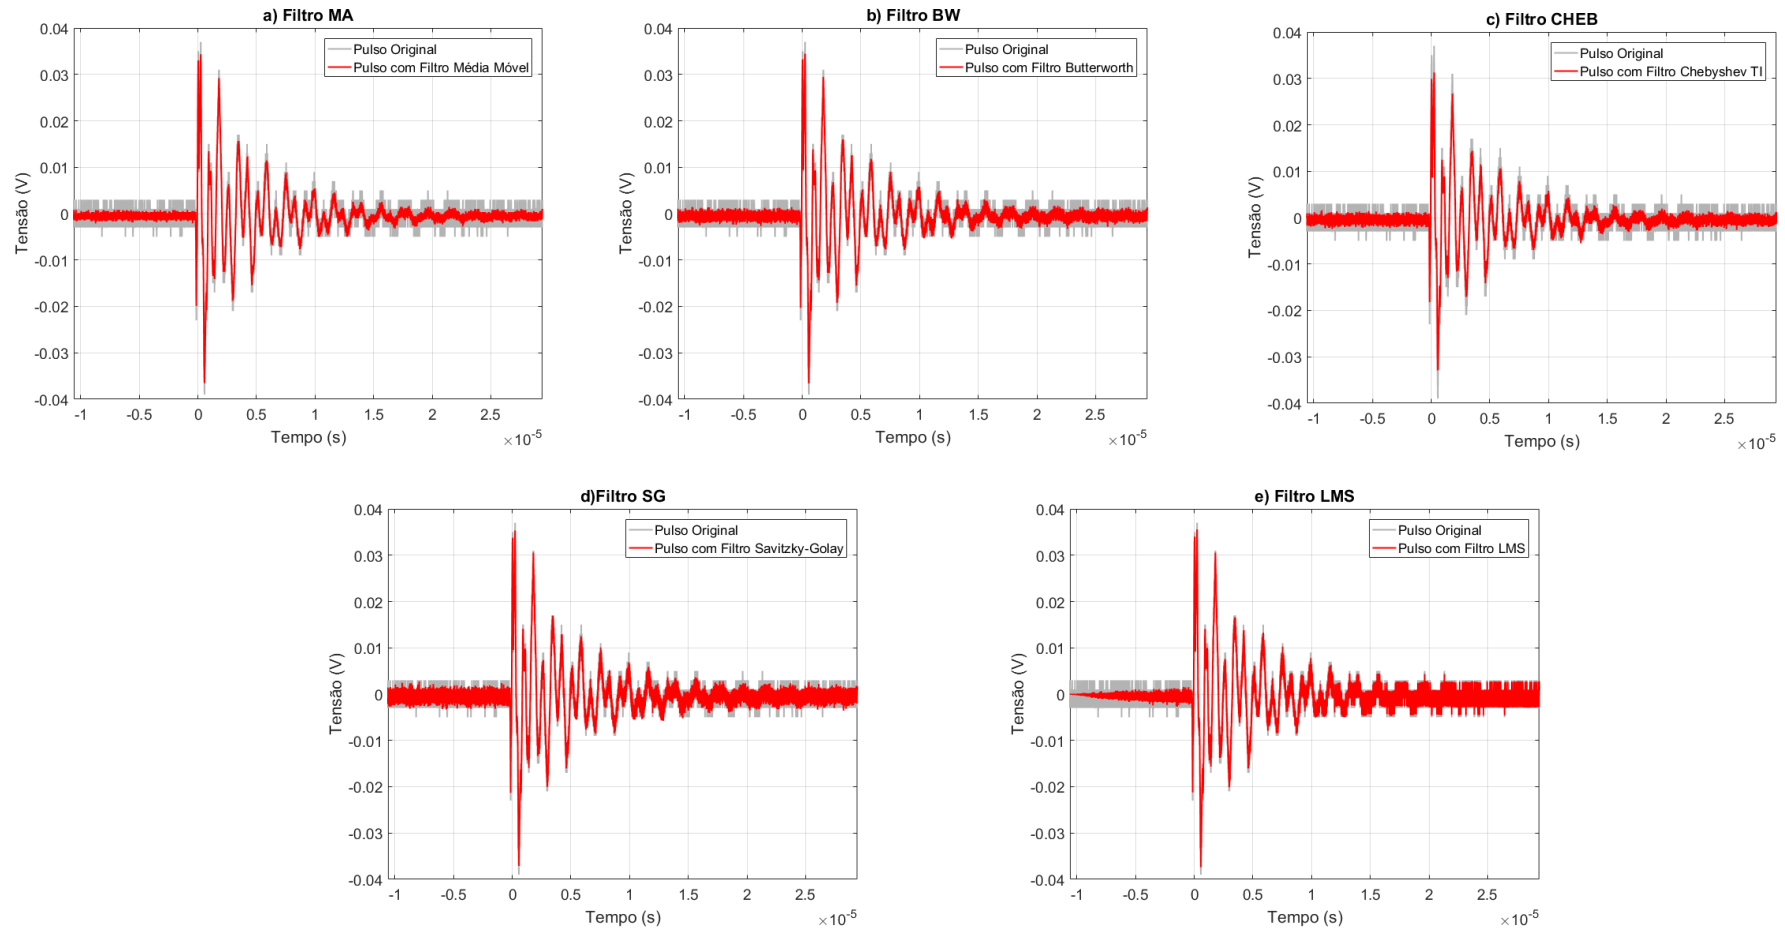 a) Filtro MA
0.04
0.03
0.02
0.01
0
-0.01
-0.02
-0.03
-0.04
Tensão (V)
Pulso Original
Pulso com Filtro Média Móvel
-1 -0.5 0 0.5 1 1.5 2 2.5
Tempo (s)
×10-5
b) Filtro BW
0.04
0.03
0.02
0.01
0
-0.01
-0.02
-0.03
-0.04
Tensão (V)
Pulso Original
Pulso com Filtro Butterworth
-1 -0.5 0 0.5 1 1.5 2 2.5
Tempo (s)
×10-5
c) Filtro CHEB
0.04
0.03
0.02
0.01
0
-0.01
-0.02
-0.03
-0.04
Tensão (V)
Pulso Original
Pulso com Filtro Chebyshev TI
-1 -0.5 0 0.5 1 1.5 2 2.5
Tempo (s)
×10-5
d)Filtro SG
0.04
0.03
0.02
0.01
0
-0.01
-0.02
-0.03
-0.04
Tensão (V)
Pulso Original
Pulso com Filtro Savitzky-Golay
-1 -0.5 0 0.5 1 1.5 2 2.5
Tempo (s)
×10-5
e) Filtro LMS
0.04
0.03
0.02
0.01
0
-0.01
-0.02
-0.03
-0.04
Tensão (V)
Pulso Original
Pulso com Filtro LMS
-1 -0.5 0 0.5 1 1.5 2 2.5
Tempo (s)
×10-5